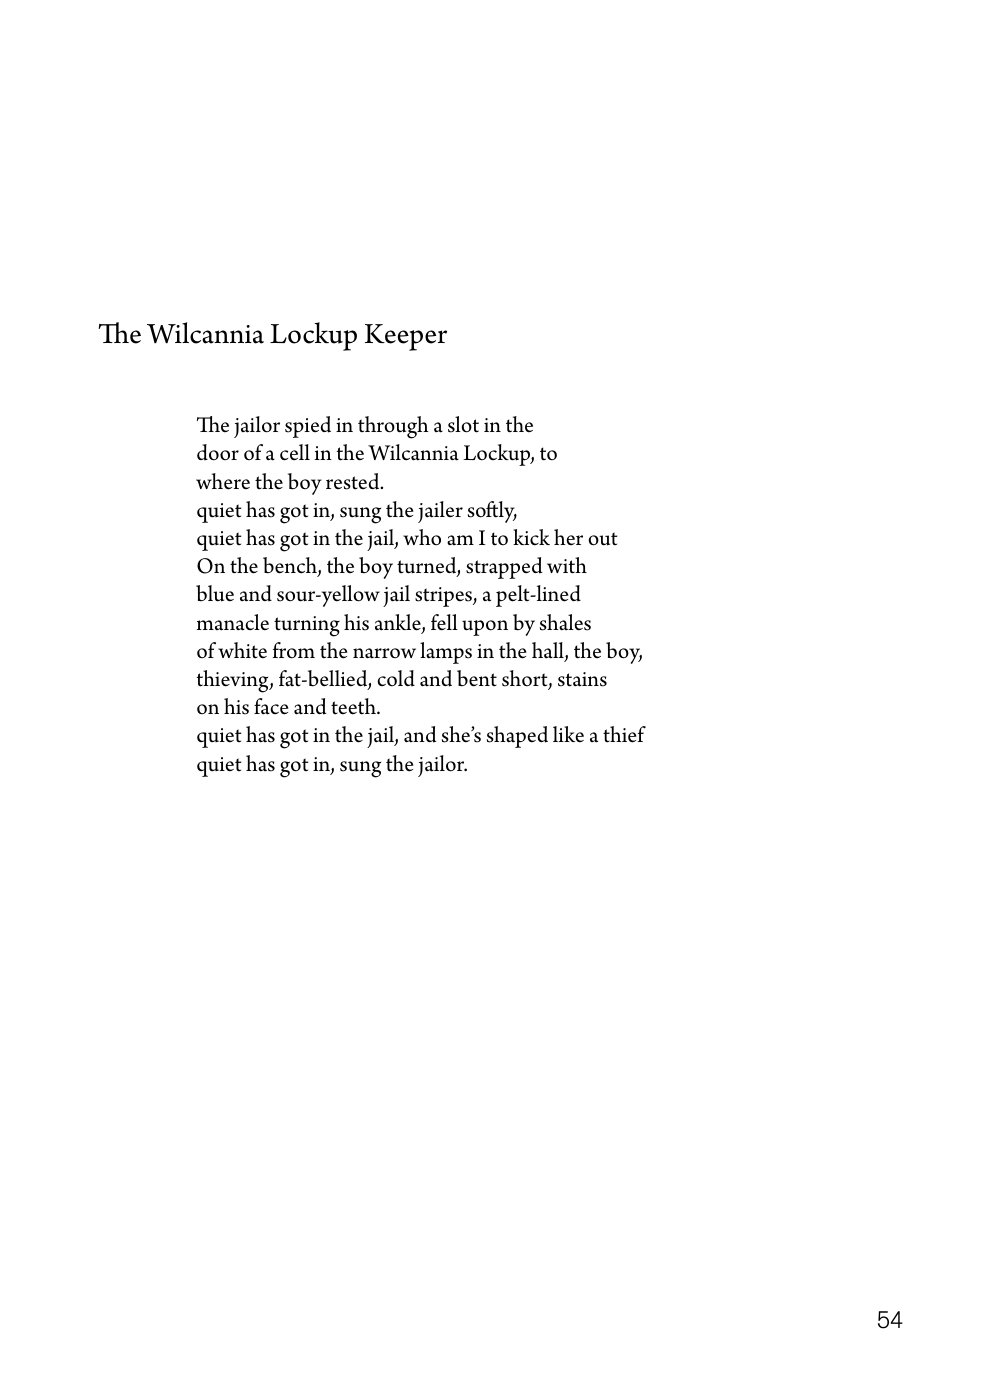 The Wilcannia Lockup Keeper
The jailor spied in through a slot in the
door of a cell in the Wilcannia Lockup, to
where the boy rested.
quiet has got in, sung the jailer softly,
quiet has got in the jail, who am I to kick her out
On the bench, the boy turned, strapped with
blue and sour-yellow jail stripes, a pelt-lined
manacle turning his ankle, fell upon by shales
of white from the narrow lamps in the hall, the boy,
thieving, fat-bellied, cold and bent short, stains
on his face and teeth.
quiet has got in the jail, and she’s shaped like a thief
quiet has got in, sung the jailor.
54